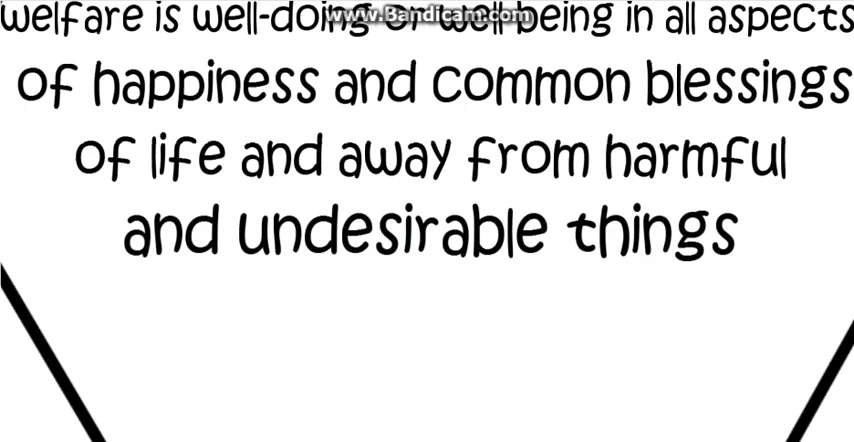 www.Bandicam.com
welfare is well-doing or well-being in all aspects
of happiness and common blessings
of life and away from harmful
and undesirable things